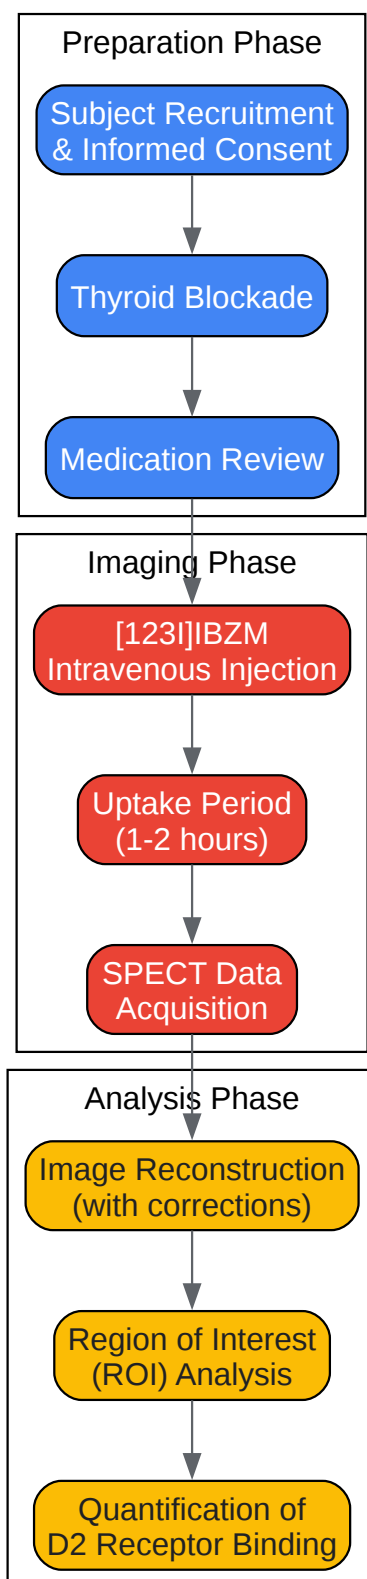 Preparation Phase
Subject Recruitment
& Informed Consent
Thyroid Blockade
Medication Review
Imaging Phase
[123I]IBZM
Intravenous Injection
Uptake Period
(1-2 hours)
SPECT Data
Acquisition
Analysis Phase
Image Reconstruction
(with corrections)
Region of Interest
(ROI) Analysis
Quantification of
D2 Receptor Binding